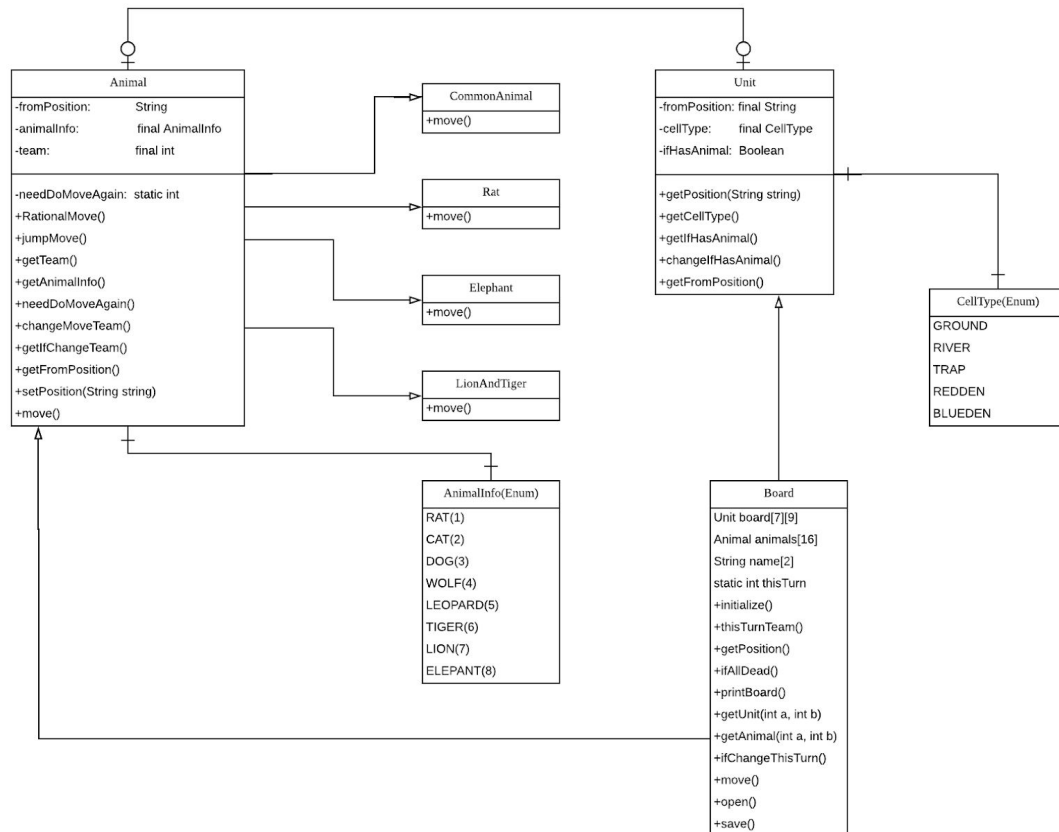 Animal
-fromPosition: String
-animalInfo: final AnimalInfo
-team: final int
-needDoMoveAgain: static int
+RationalMove()
+jumpMove()
+getTeam()
+getAnimalInfo()
+needDoMoveAgain()
+changeMoveTeam()
+getIfChangeTeam()
+getFromPosition()
+setPosition(String string)
+move()
CommonAnimal
+move()
Rat
+move()
Elephant
+move()
LionAndTiger
+move()
Unit
-fromPosition: final String
-cellType: final CellType
-ifHasAnimal: Boolean
+getPosition(String string)
+getCellType()
+getIfHasAnimal()
+changeIfHasAnimal()
+getFromPosition()
CellType(Enum)
GROUND
RIVER
TRAP
REDDEN
BLUEDEN
AnimalInfo(Enum)
RAT(1)
CAT(2)
DOG(3)
WOLF(4)
LEOPARD(5)
TIGER(6)
LION(7)
ELEPANT(8)
Board
Unit board[7][9]
Animal animals[16]
String name[2]
static int thisTurn
+initialize()
+thisTurnTeam()
+getPosition()
+ifAllDead()
+printBoard()
+getUnit(int a, int b)
+getAnimal(int a, int b)
+ifChangeThisTurn()
+move()
+open()
+save()